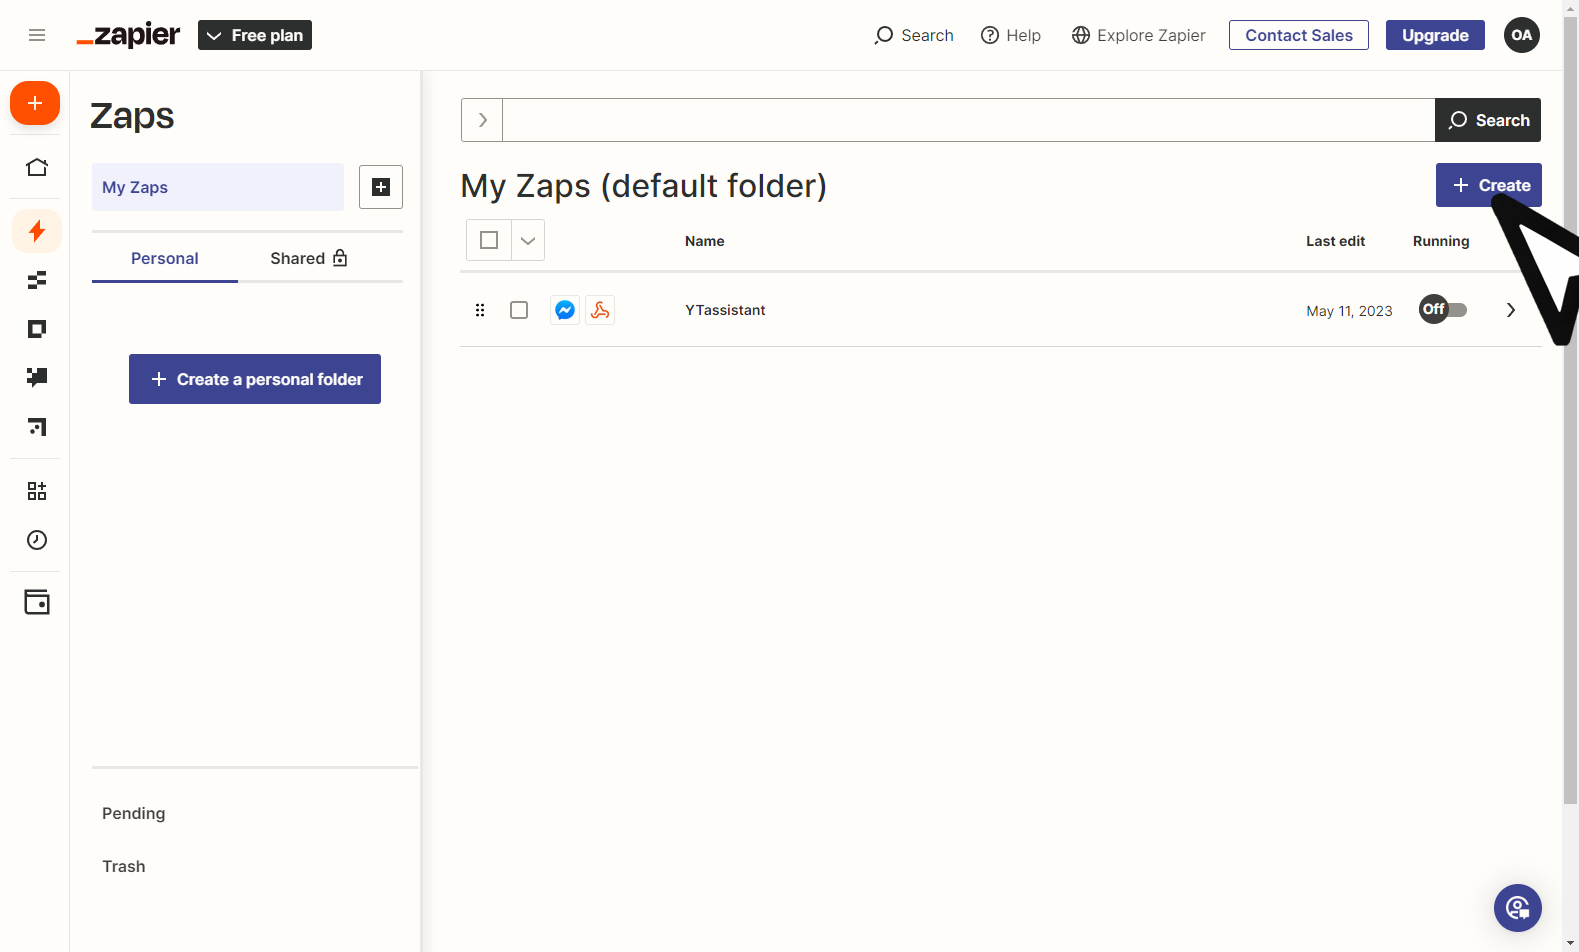 zapier
Free plan
Search
Help
Explore Zapier
Contact Sales
Upgrade
OA
Zaps
My Zaps
Personal
Shared
Create a personal folder
Pending
Trash
Search
My Zaps (default folder)
Create
Name
Last edit
Running
YTassistant
May 11, 2023
Off